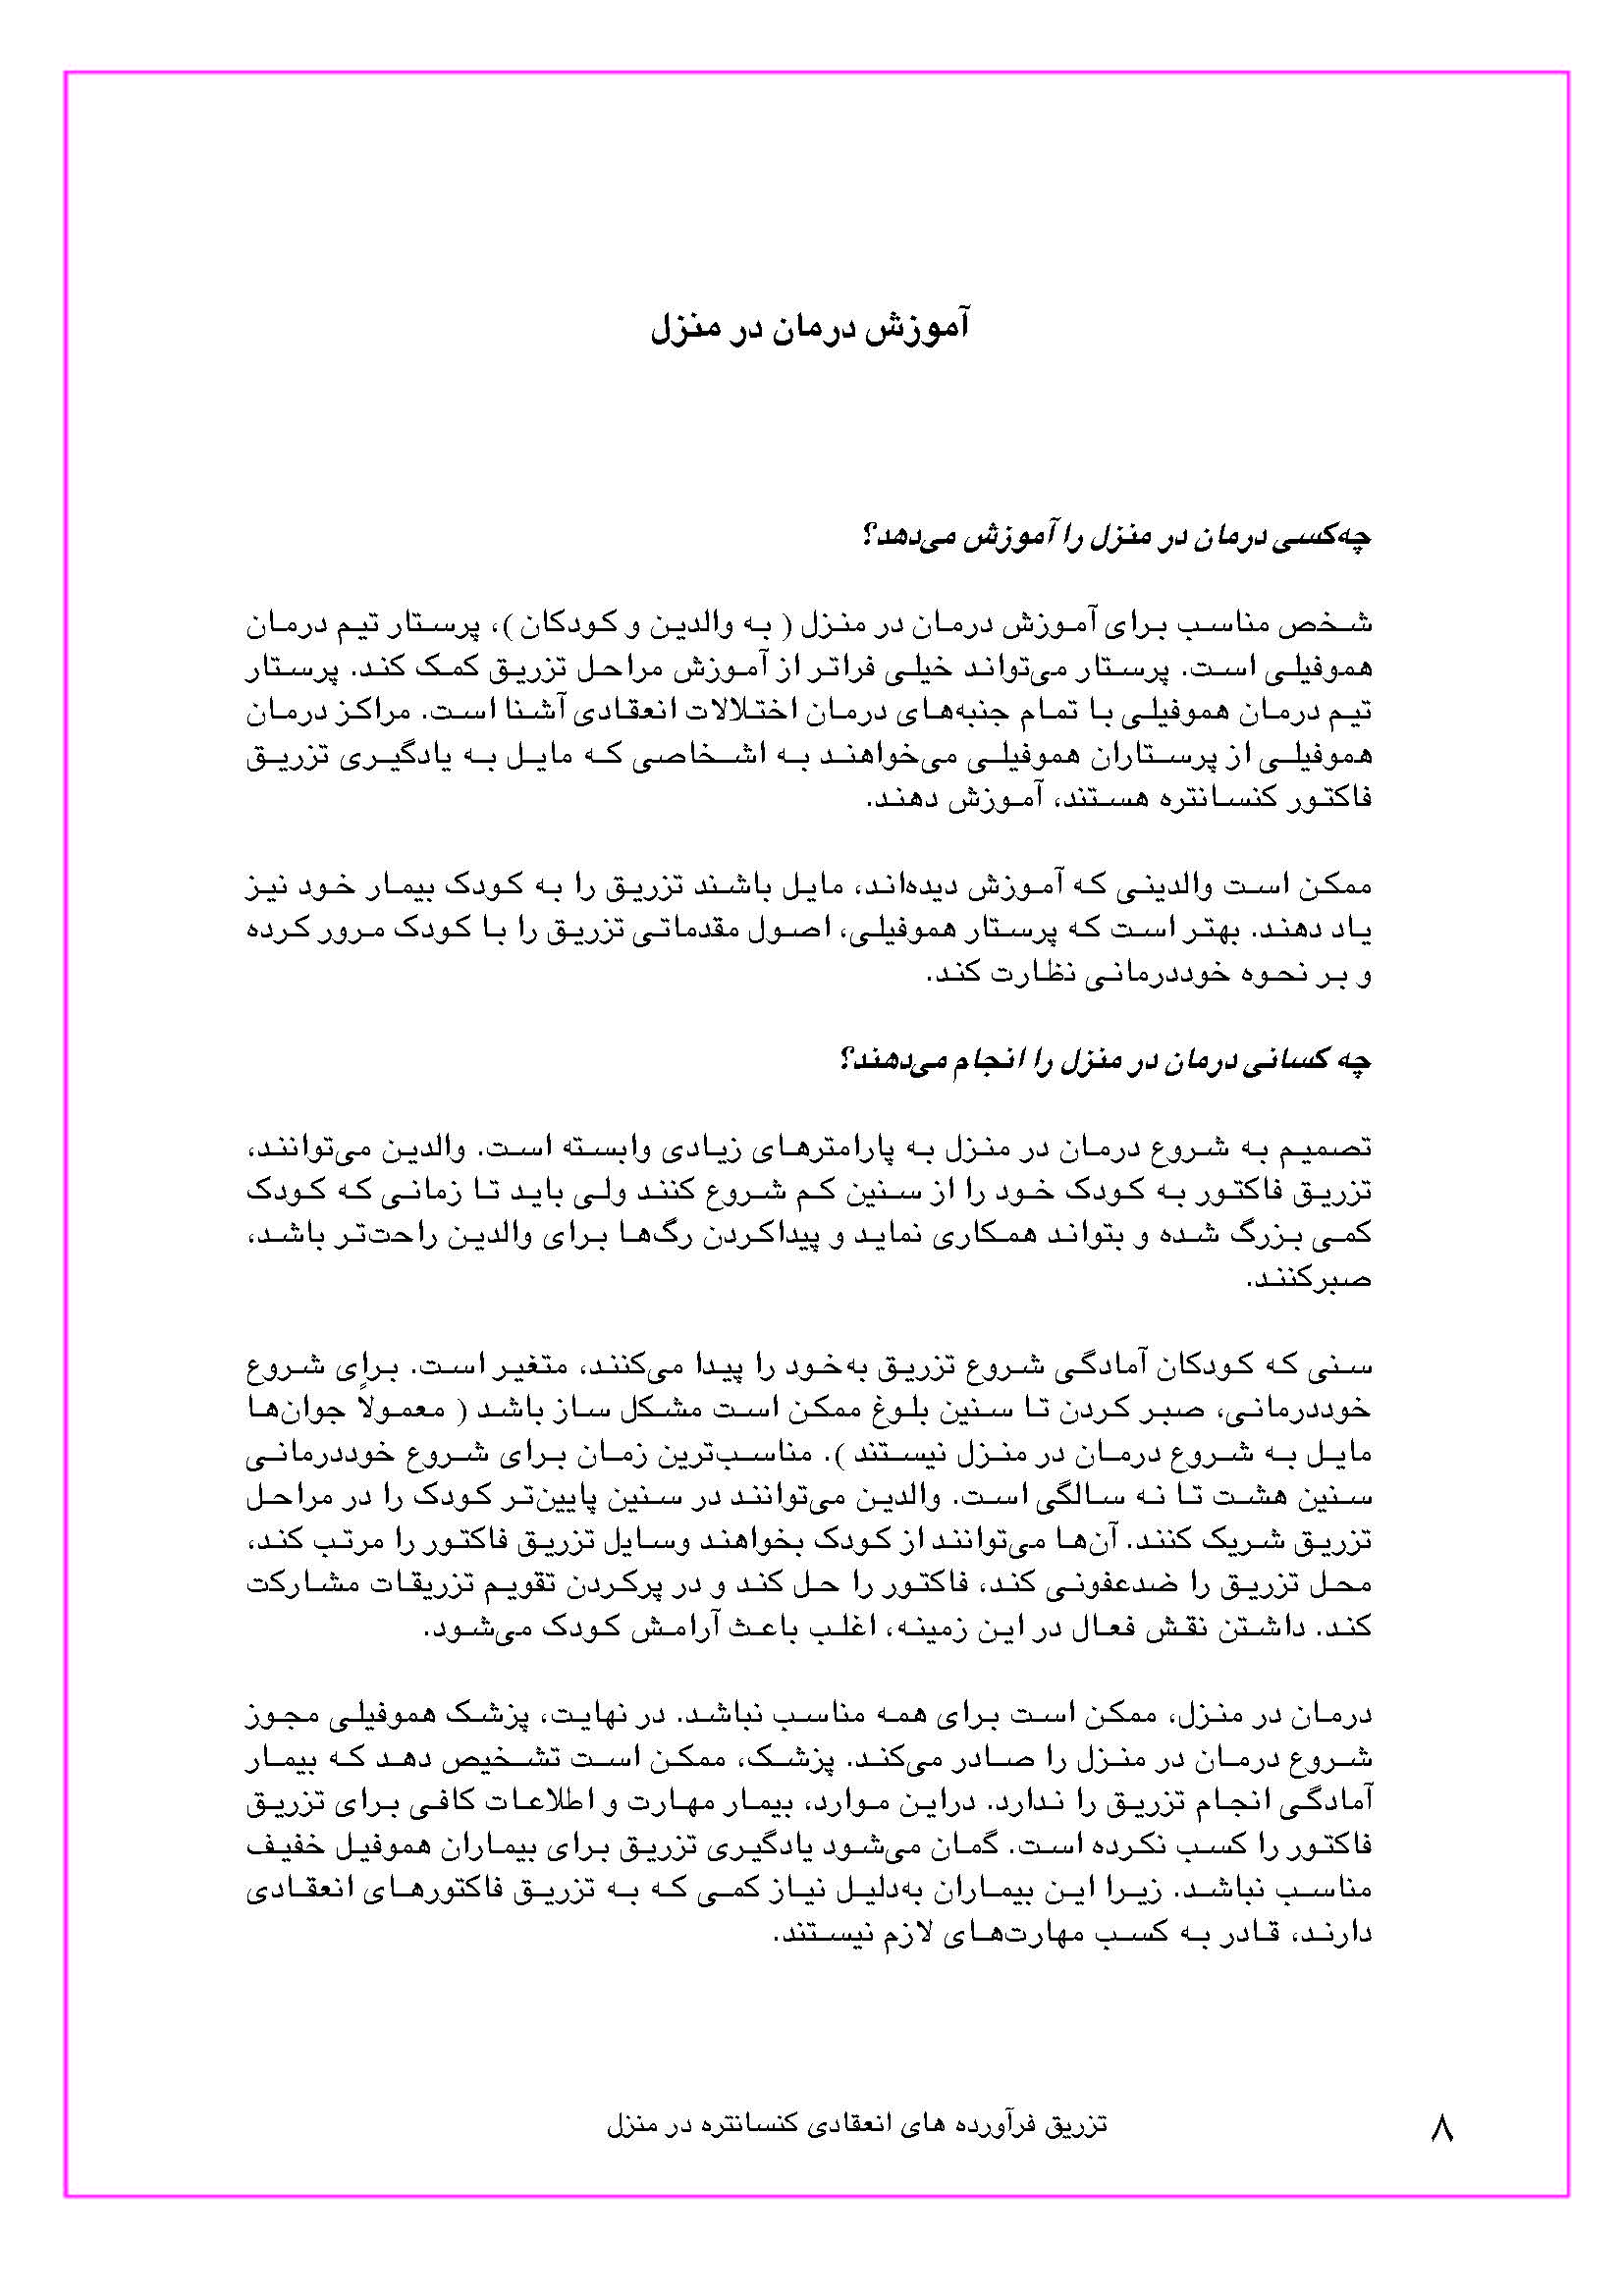 آموزش درمان در منزل
چه‌کسی درمان در منزل را آموزش می‌دهد؟
شخص مناسب برای آموزش درمان در منزل ( به والدین و کودکان )، پرستار تیم درمان
هموفیلی است. پرستار می‌تواند خیلی فراتر از آموزش مراحل تزریق کمک کند. پرستار
تیم درمان هموفیلی با تمام جنبه‌های درمان اختلالات انعقادی آشنا است. مراکز درمان
هموفیلی از پرستاران هموفیلی می‌خواهند به اشخاصی که مایل به یادگیری تزریق
فاکتور کنسانتره هستند، آموزش دهند.
ممکن است والدینی که آموزش دیده‌اند، مایل باشند تزریق را به کودک بیمار خود نیز
یاد دهند. بهتر است که پرستار هموفیلی، اصول مقدماتی تزریق را با کودک مرور کرده
و بر نحوه خوددرمانی نظارت کند.
چه کسانی درمان در منزل را انجام می‌دهند؟
تصمیم به شروع درمان در منزل به پارامترهای زیادی وابسته است. والدین می‌توانند،
تزریق فاکتور به کودک خود را از سنین کم شروع کنند ولی باید تا زمانی که کودک
کمی بزرگ شده و بتواند همکاری نماید و پیداکردن رگ‌ها برای والدین راحت‌تر باشد،
صبرکنند.
سنی که کودکان آمادگی شروع تزریق به‌خود را پیدا می‌کنند، متغیر است. برای شروع
خوددرمانی، صبر کردن تا سنین بلوغ ممکن است مشکل ساز باشد ( معمولاً جوان‌ها
مایل به شروع درمان در منزل نیستند ). مناسب‌ترین زمان برای شروع خوددرمانی
سنین هشت تا نه سالگی است. والدین می‌توانند در سنین پایین‌تر کودک را در مراحل
تزریق شریک کنند. آن‌ها می‌توانند از کودک بخواهند وسایل تزریق فاکتور را مرتب کند،
محل تزریق را ضدعفونی کند، فاکتور را حل کند و در پرکردن تقویم تزریقات مشارکت
کند. داشتن نقش فعال در این زمینه، اغلب باعث آرامش کودک می‌شود.
درمان در منزل، ممکن است برای همه مناسب نباشد. در نهایت، پزشک هموفیلی مجوز
شروع درمان در منزل را صادر می‌کند. پزشک، ممکن است تشخیص دهد که بیمار
آمادگی انجام تزریق را ندارد. دراین موارد، بیمار مهارت و اطلاعات کافی برای تزریق
فاکتور را کسب نکرده است. گمان می‌شود یادگیری تزریق برای بیماران هموفیل خفیف
مناسب نباشد. زیرا این بیماران به‌دلیل نیاز کمی که به تزریق فاکتورهای انعقادی
دارند، قادر به کسب مهارت‌های لازم نیستند.
۸ تزریق فرآورده های انعقادی کنسانتره در منزل